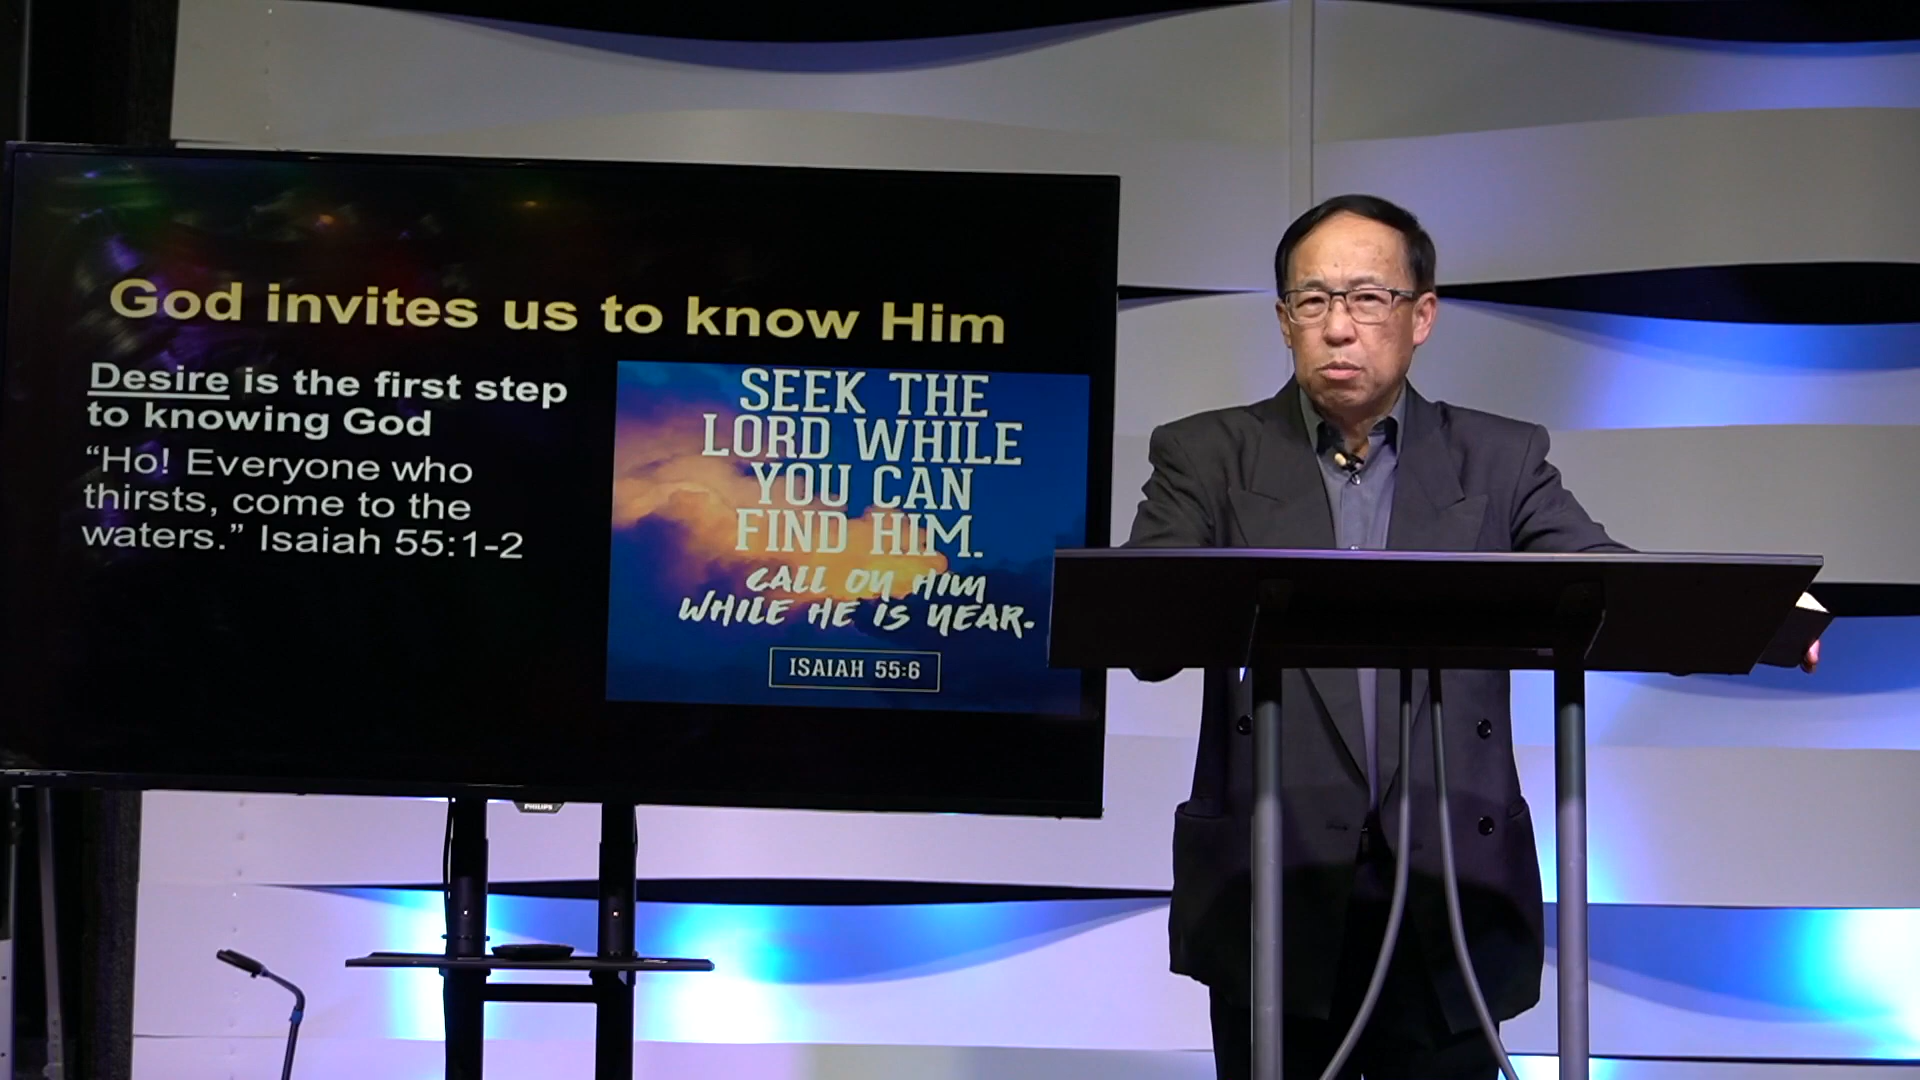 God invites us to know Him
Desire is the first step
to knowing God
“Ho! Everyone who
thirsts, come to the
waters.” Isaiah 55:1-2
SEEK THE
LORD WHILE
YOU CAN
FIND HIM.
CALL ON HIM
WHILE HE IS NEAR.
ISAIAH 55:6
PHILIPS